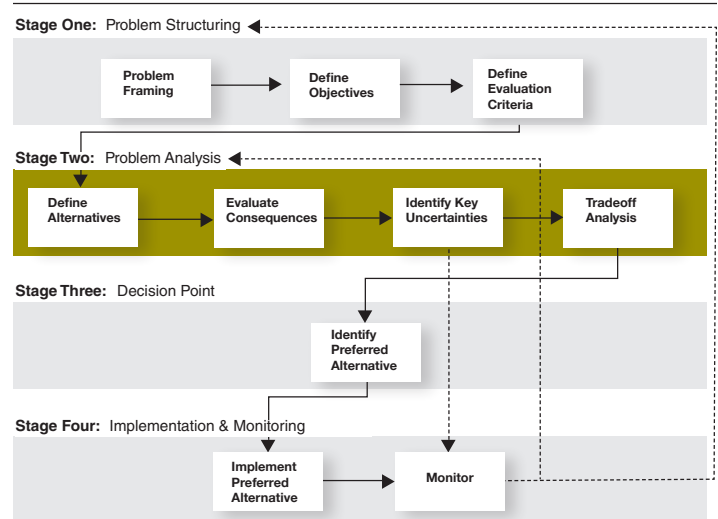 Stage One: Problem Structuring
Problem
Framing
Define
Objectives
Define
Evaluation
Criteria
Stage Two: Problem Analysis
Define
Alternatives
Evaluate
Consequences
Identify Key
Uncertainties
Tradeoff
Analysis
Stage Three: Decision Point
Identify
Preferred
Alternative
Stage Four: Implementation & Monitoring
Implement
Preferred
Alternative
Monitor